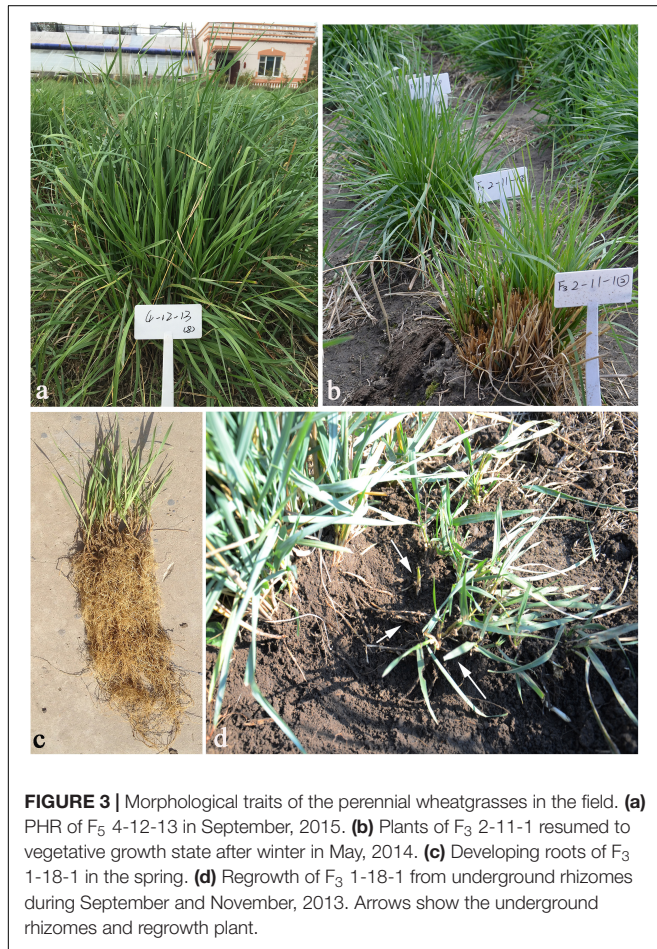 4-12-13
(8)
a
F3 2-11-
F3 2-11-1②
b
c
d
FIGURE 3 | Morphological traits of the perennial wheatgrasses in the field. (a)
PHR of F5 4-12-13 in September, 2015. (b) Plants of F3 2-11-1 resumed to
vegetative growth state after winter in May, 2014. (c) Developing roots of F3
1-18-1 in the spring. (d) Regrowth of F3 1-18-1 from underground rhizomes
during September and November, 2013. Arrows show the underground
rhizomes and regrowth plant.